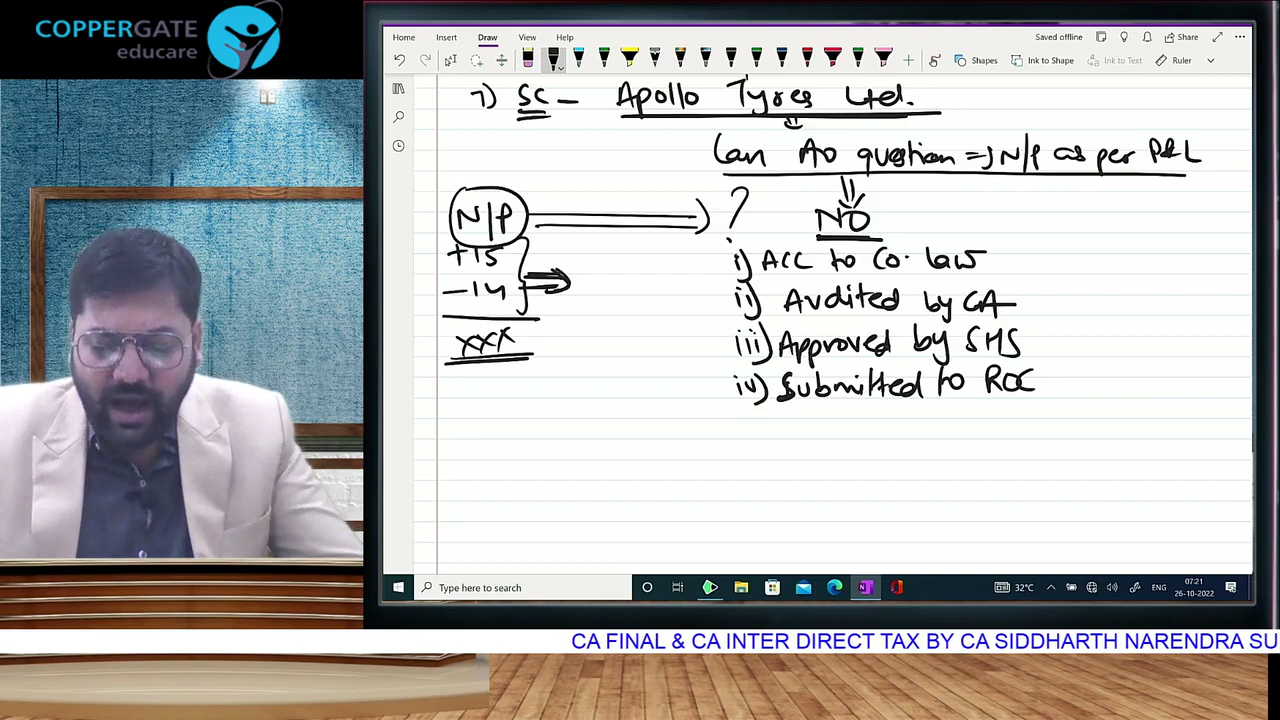 COPPERGATE
educare
Home Insert Draw View Help
Saved offline
Share
Shapes
Ink to Shape
Ink to Text
Ruler
7) SC - Apollo Tyres Ltd.
Can AO question => N/P as per P&L
N/P
?
NO
+15
-14
XXX
i) ACC to Co. law
ii) Audited by CA
iii) Approved by SHS
iv) Submitted to ROC
Type here to search
32°C
ENG
07:21
26-10-2022
CA FINAL & CA INTER DIRECT TAX BY CA SIDDHARTH NARENDRA SU